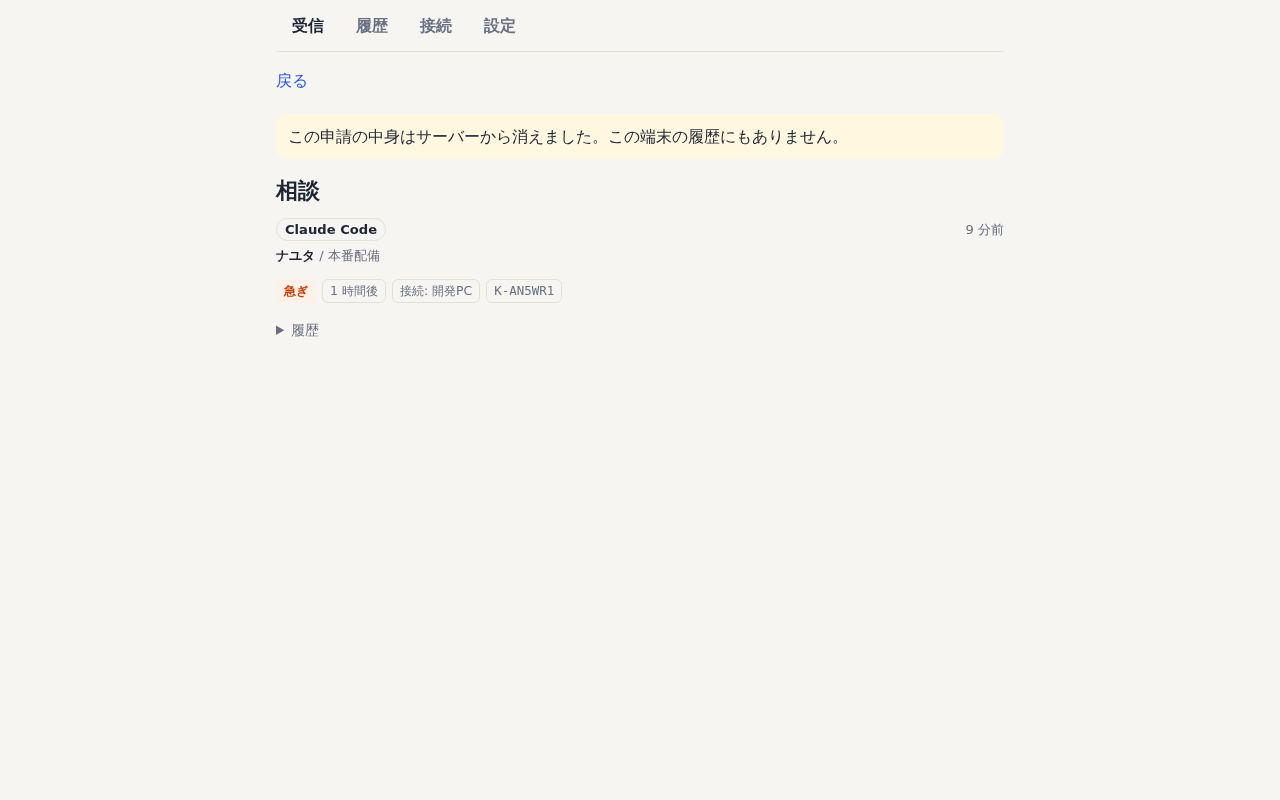 受信 履歴 接続 設定
戻る
この申請の中身はサーバーから消えました。この端末の履歴にもありません。
相談
Claude Code 9 分前
ナユタ / 本番配備
急ぎ 1 時間後 接続: 開発PC K-AN5WR1
▶ 履歴